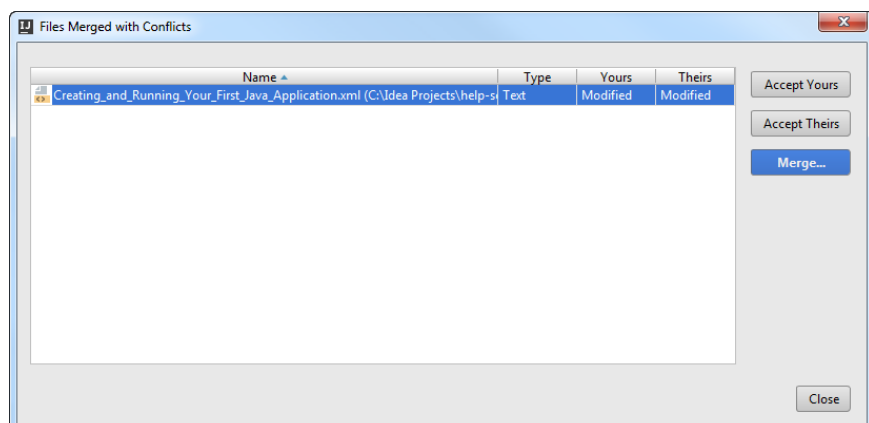 IJ Files Merged with Conflicts
Name Type Yours Theirs
Creating_and_Running_Your_First_Java_Application.xml (C:\Idea Projects\help-s Text Modified Modified
Accept Yours
Accept Theirs
Merge...
Close